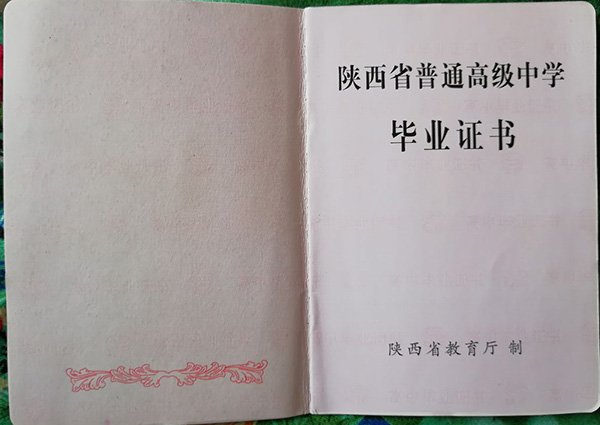 陕西省普通高级中学
毕业证书
陕西省教育厅 制